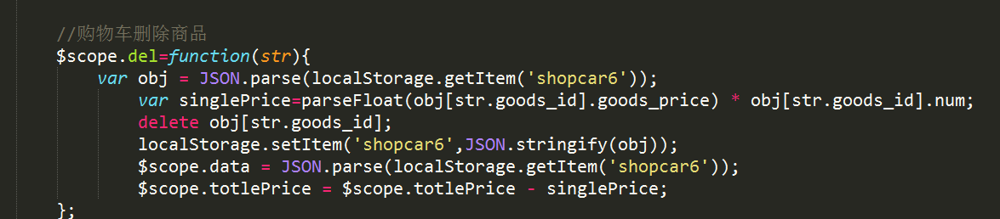 //购物车删除商品
$scope.del=function(str){
var obj = JSON.parse(localStorage.getItem('shopcar6'));
var singlePrice=parseFloat(obj[str.goods_id].goods_price) * obj[str.goods_id].num;
delete obj[str.goods_id];
localStorage.setItem('shopcar6',JSON.stringify(obj));
$scope.data = JSON.parse(localStorage.getItem('shopcar6'));
$scope.totlePrice = $scope.totlePrice - singlePrice;
};